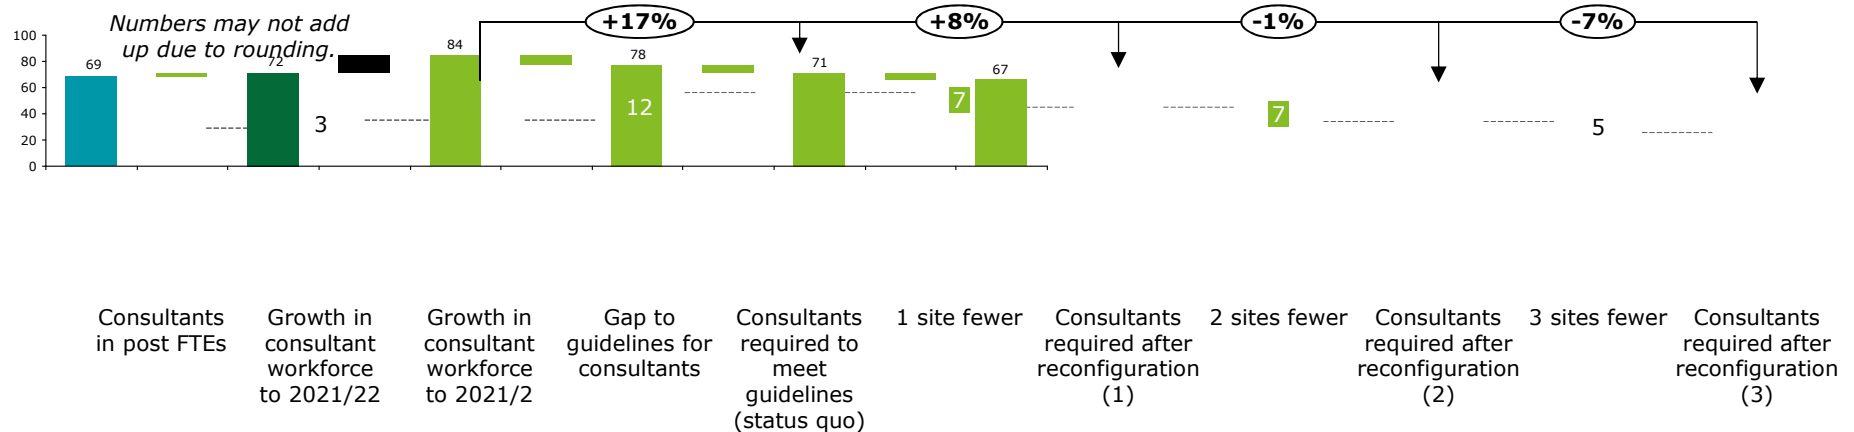 Numbers may not add
up due to rounding.
+17%
+8%
-1%
-7%
100
80
60
40
20
0
69
72
84
78
71
67
3
12
7
7
5
Consultants
in post FTEs
Growth in
consultant
workforce
to 2021/22
Growth in
consultant
workforce
to 2021/2
Gap to
guidelines for
consultants
Consultants
required to
meet
guidelines
(status quo)
1 site fewer
Consultants
required after
reconfiguration
(1)
2 sites fewer
Consultants
required after
reconfiguration
(2)
3 sites fewer
Consultants
required after
reconfiguration
(3)